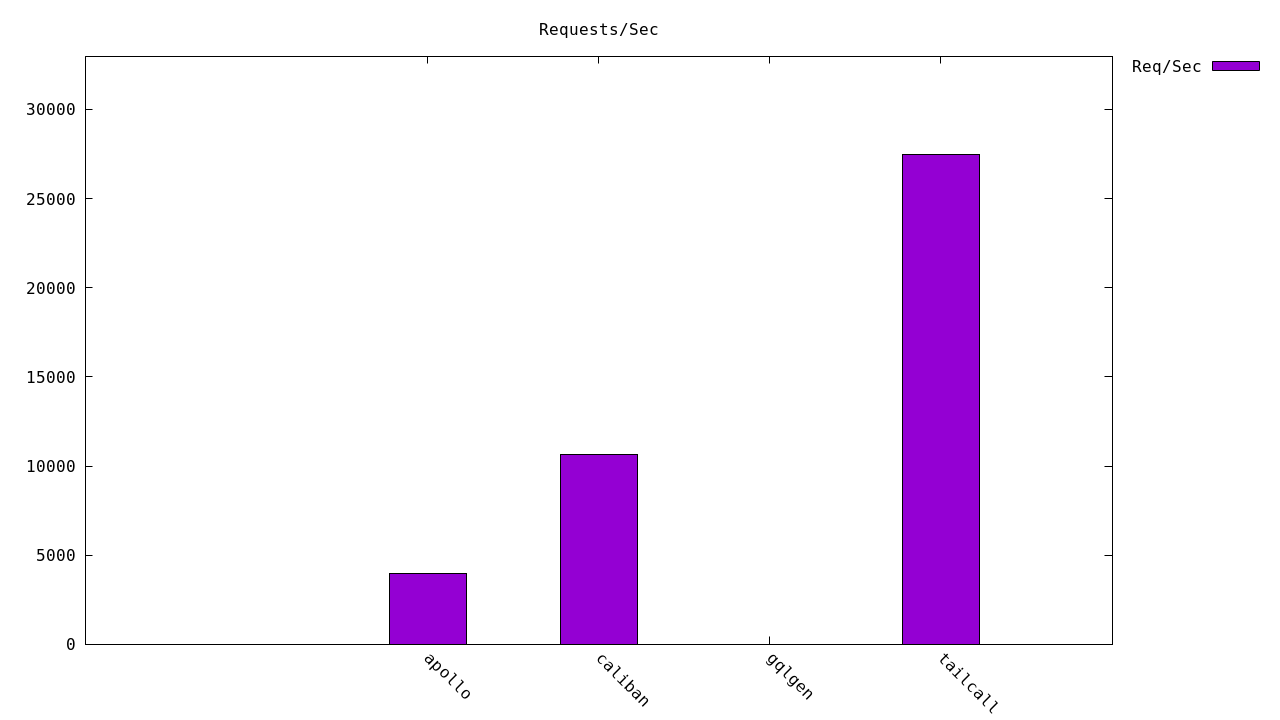 Requests/Sec
Req/Sec
30000
25000
20000
15000
10000
5000
0
apollo
caliban
gqlgen
tailcall